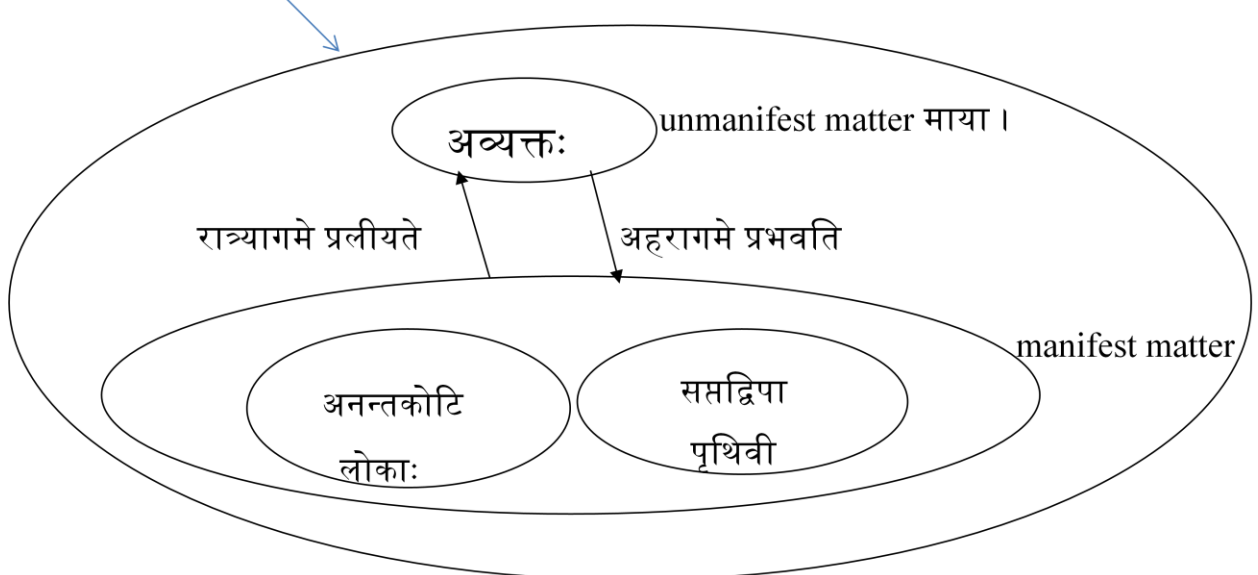 अव्यक्तः
unmanifest matter माया ।
रात्र्यागमे प्रलीयते
अहरागमे प्रभवति
manifest matter
अनन्तकोटि
लोकाः
सप्तद्विपा
पृथिवी